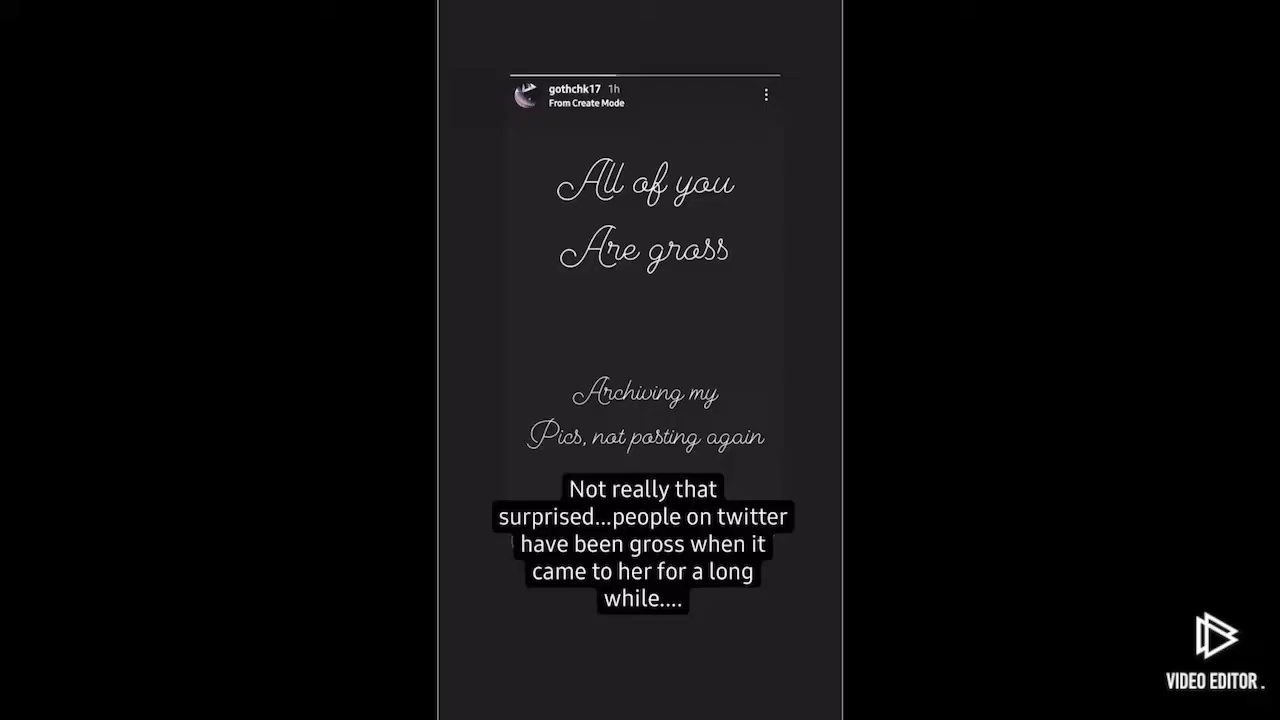 gothchk17 1h
From Create Mode
All of you
Are gross
Archiving my
Pics, not posting again
Not really that
surprised...people on twitter
have been gross when it
came to her for a long
while....
VIDEO EDITOR .